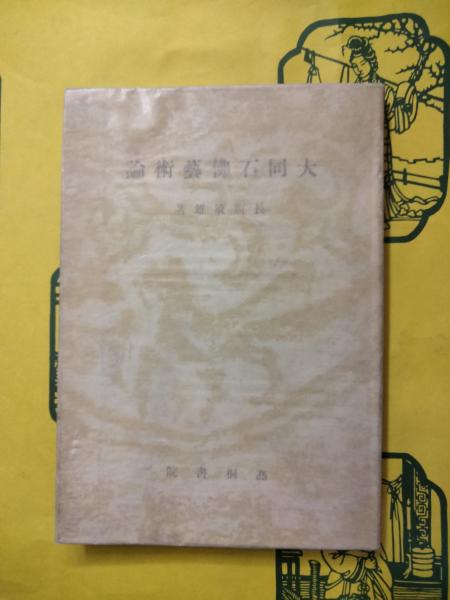 論術藝佛石同大
著雄敏廣長
院書桐高